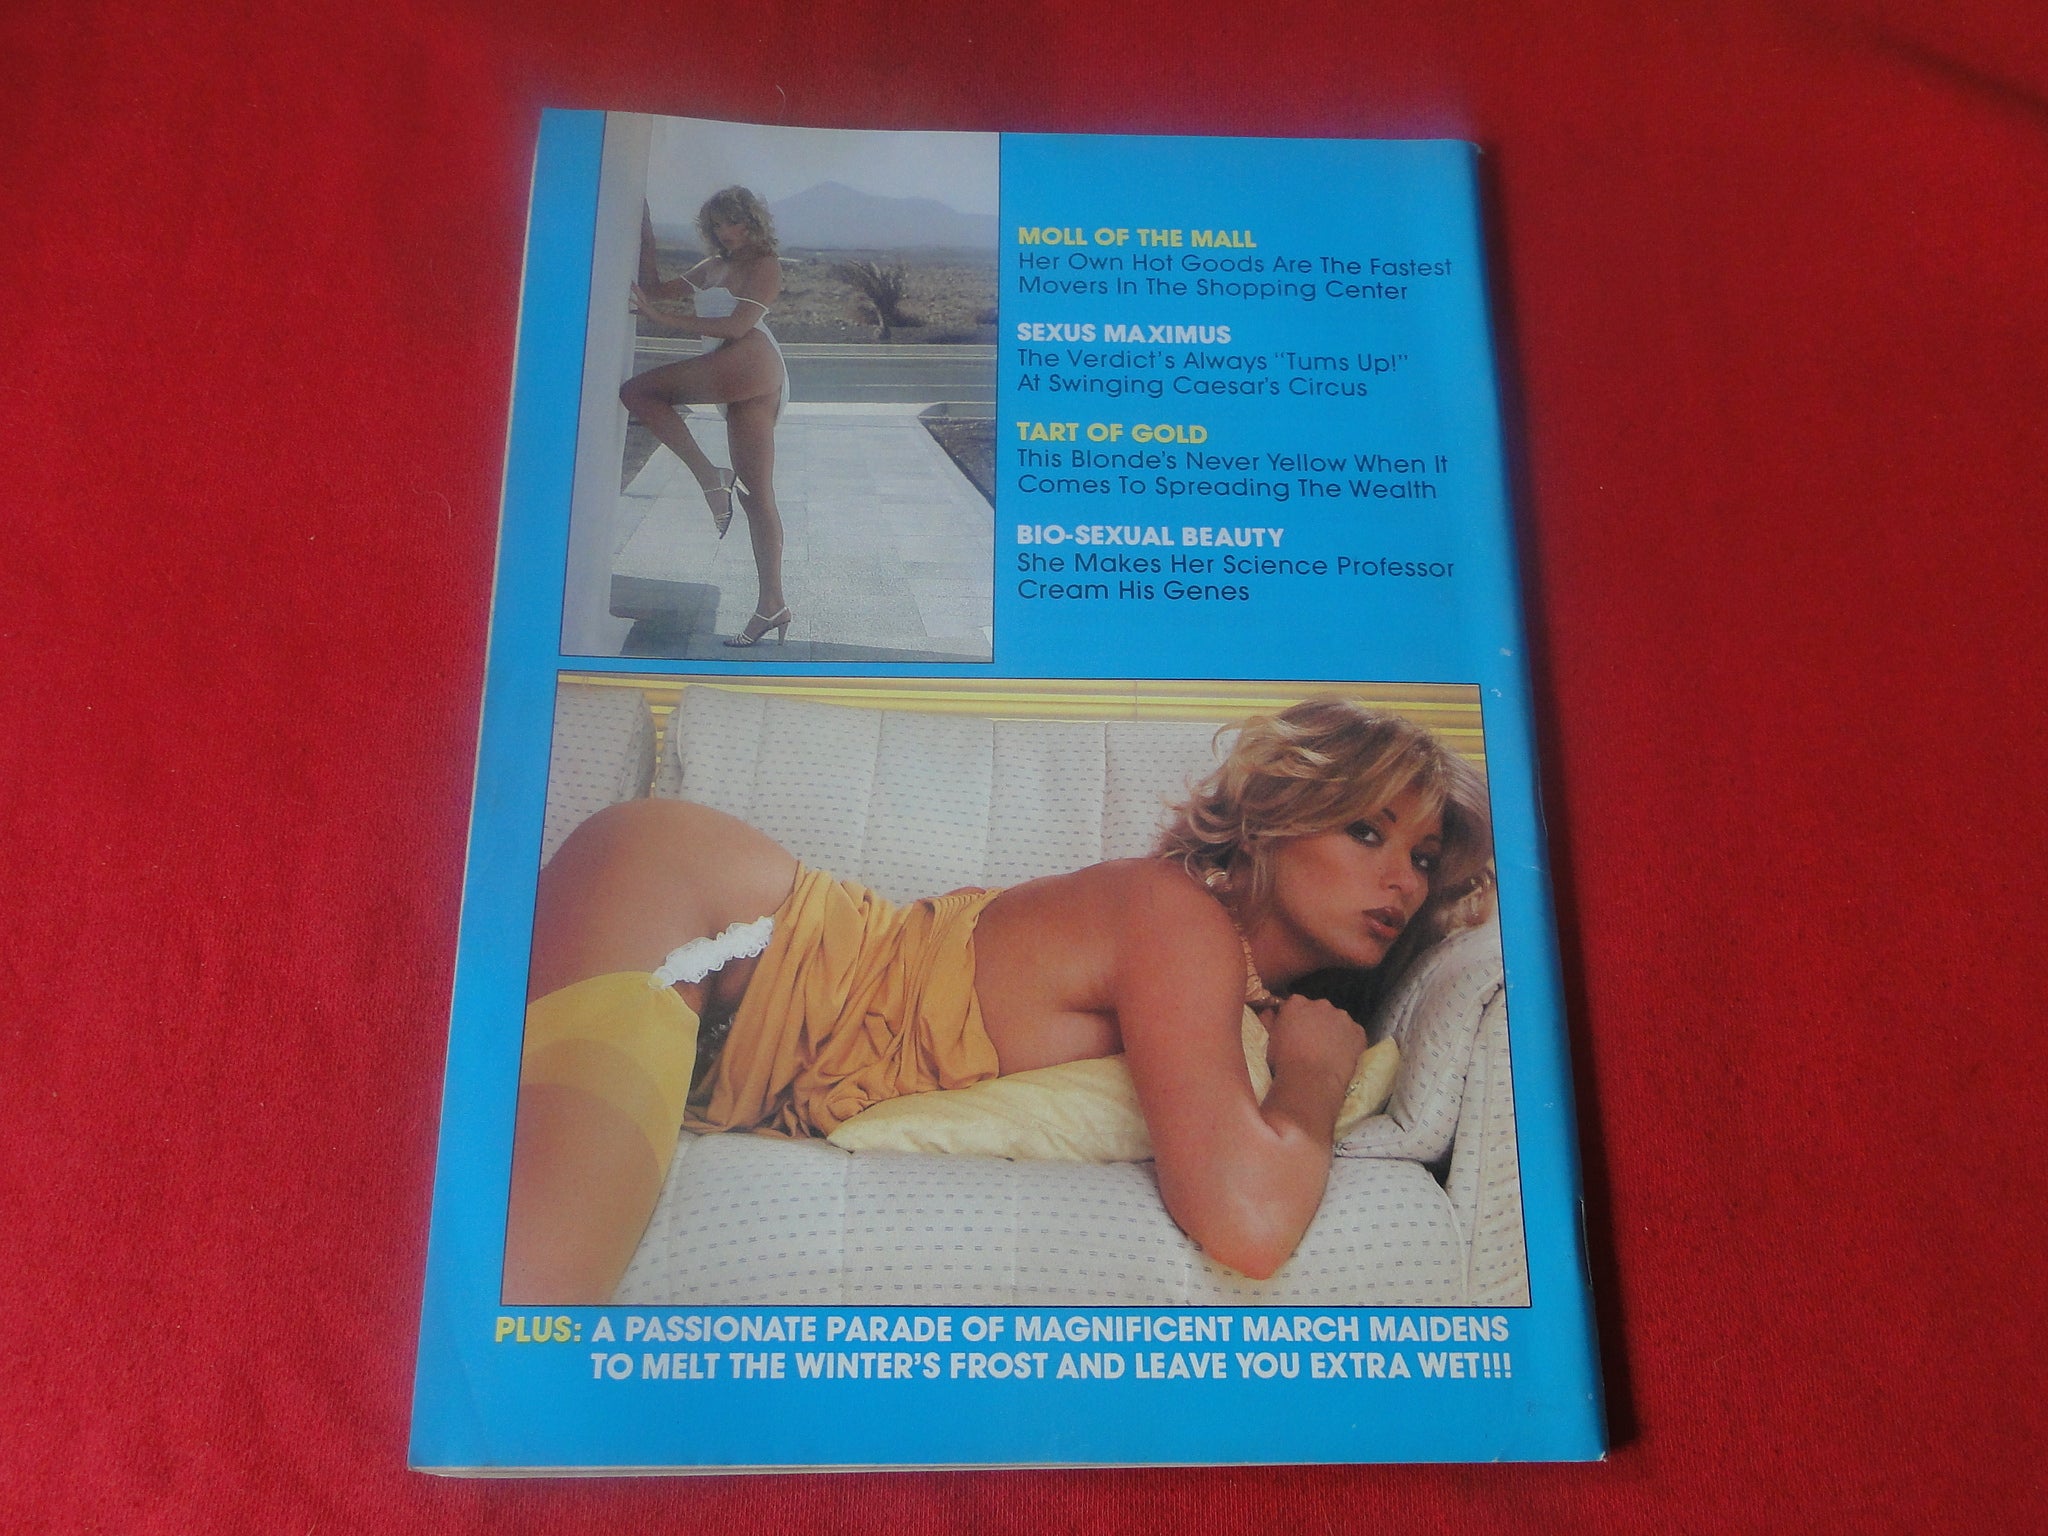 MOLL OF THE MALL
Her Own Hot Goods Are The Fastest
Movers In The Shopping Center
SEXUS MAXIMUS
The Verdict's Always "Tums Up!"
At Swinging Caesar's Circus
TART OF GOLD
This Blonde's Never Yellow When It
Comes To Spreading The Wealth
BIO-SEXUAL BEAUTY
She Makes Her Science Professor
Cream His Genes
PLUS: A PASSIONATE PARADE OF MAGNIFICENT MARCH MAIDENS
TO MELT THE WINTER'S FROST AND LEAVE YOU EXTRA WET!!!